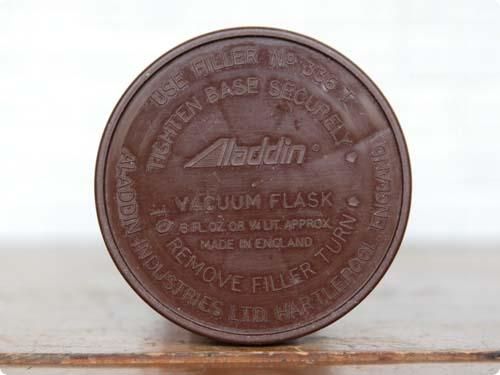 USE FILLER No 036 T
TIGHTEN BASE SECURELY
Aladdin®
VACUUM FLASK
8 FL. OZ. OR ¼ LIT. APPROX.
MADE IN ENGLAND
TO REMOVE FILLER TURN
ALADDIN INDUSTRIES LTD. HARTLEPOOL ENGLAND